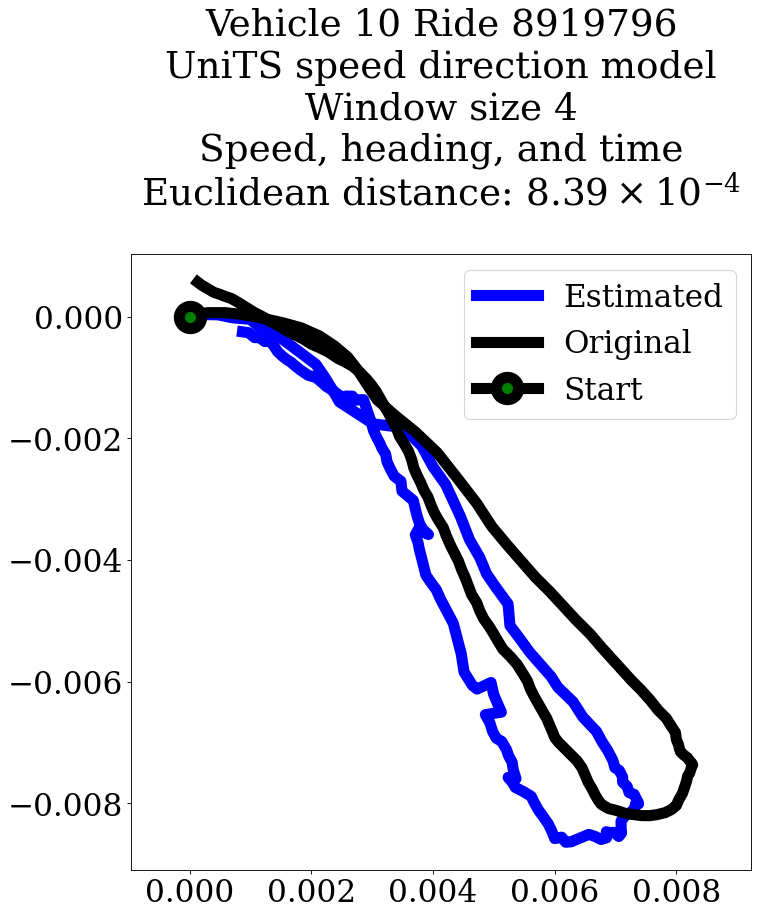 Vehicle 10 Ride 8919796
UniTS speed direction model
Window size 4
Speed, heading, and time
Euclidean distance: 8.39 × 10⁻⁴
Estimated
Original
Start
0.000
−0.002
−0.004
−0.006
−0.008
0.000 0.002 0.004 0.006 0.008